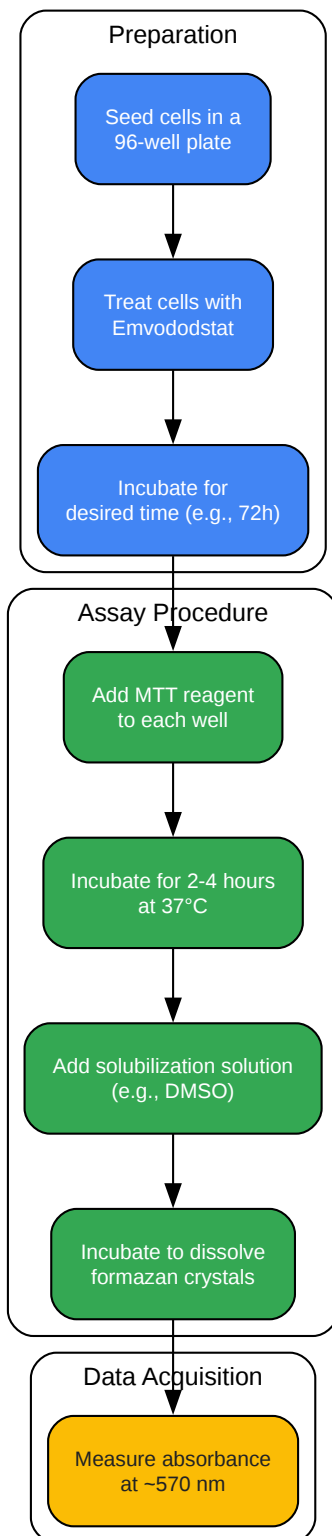 Preparation
Seed cells in a
96-well plate
Treat cells with
Emvododstat
Incubate for
desired time (e.g., 72h)
Assay Procedure
Add MTT reagent
to each well
Incubate for 2-4 hours
at 37°C
Add solubilization solution
(e.g., DMSO)
Incubate to dissolve
formazan crystals
Data Acquisition
Measure absorbance
at ~570 nm